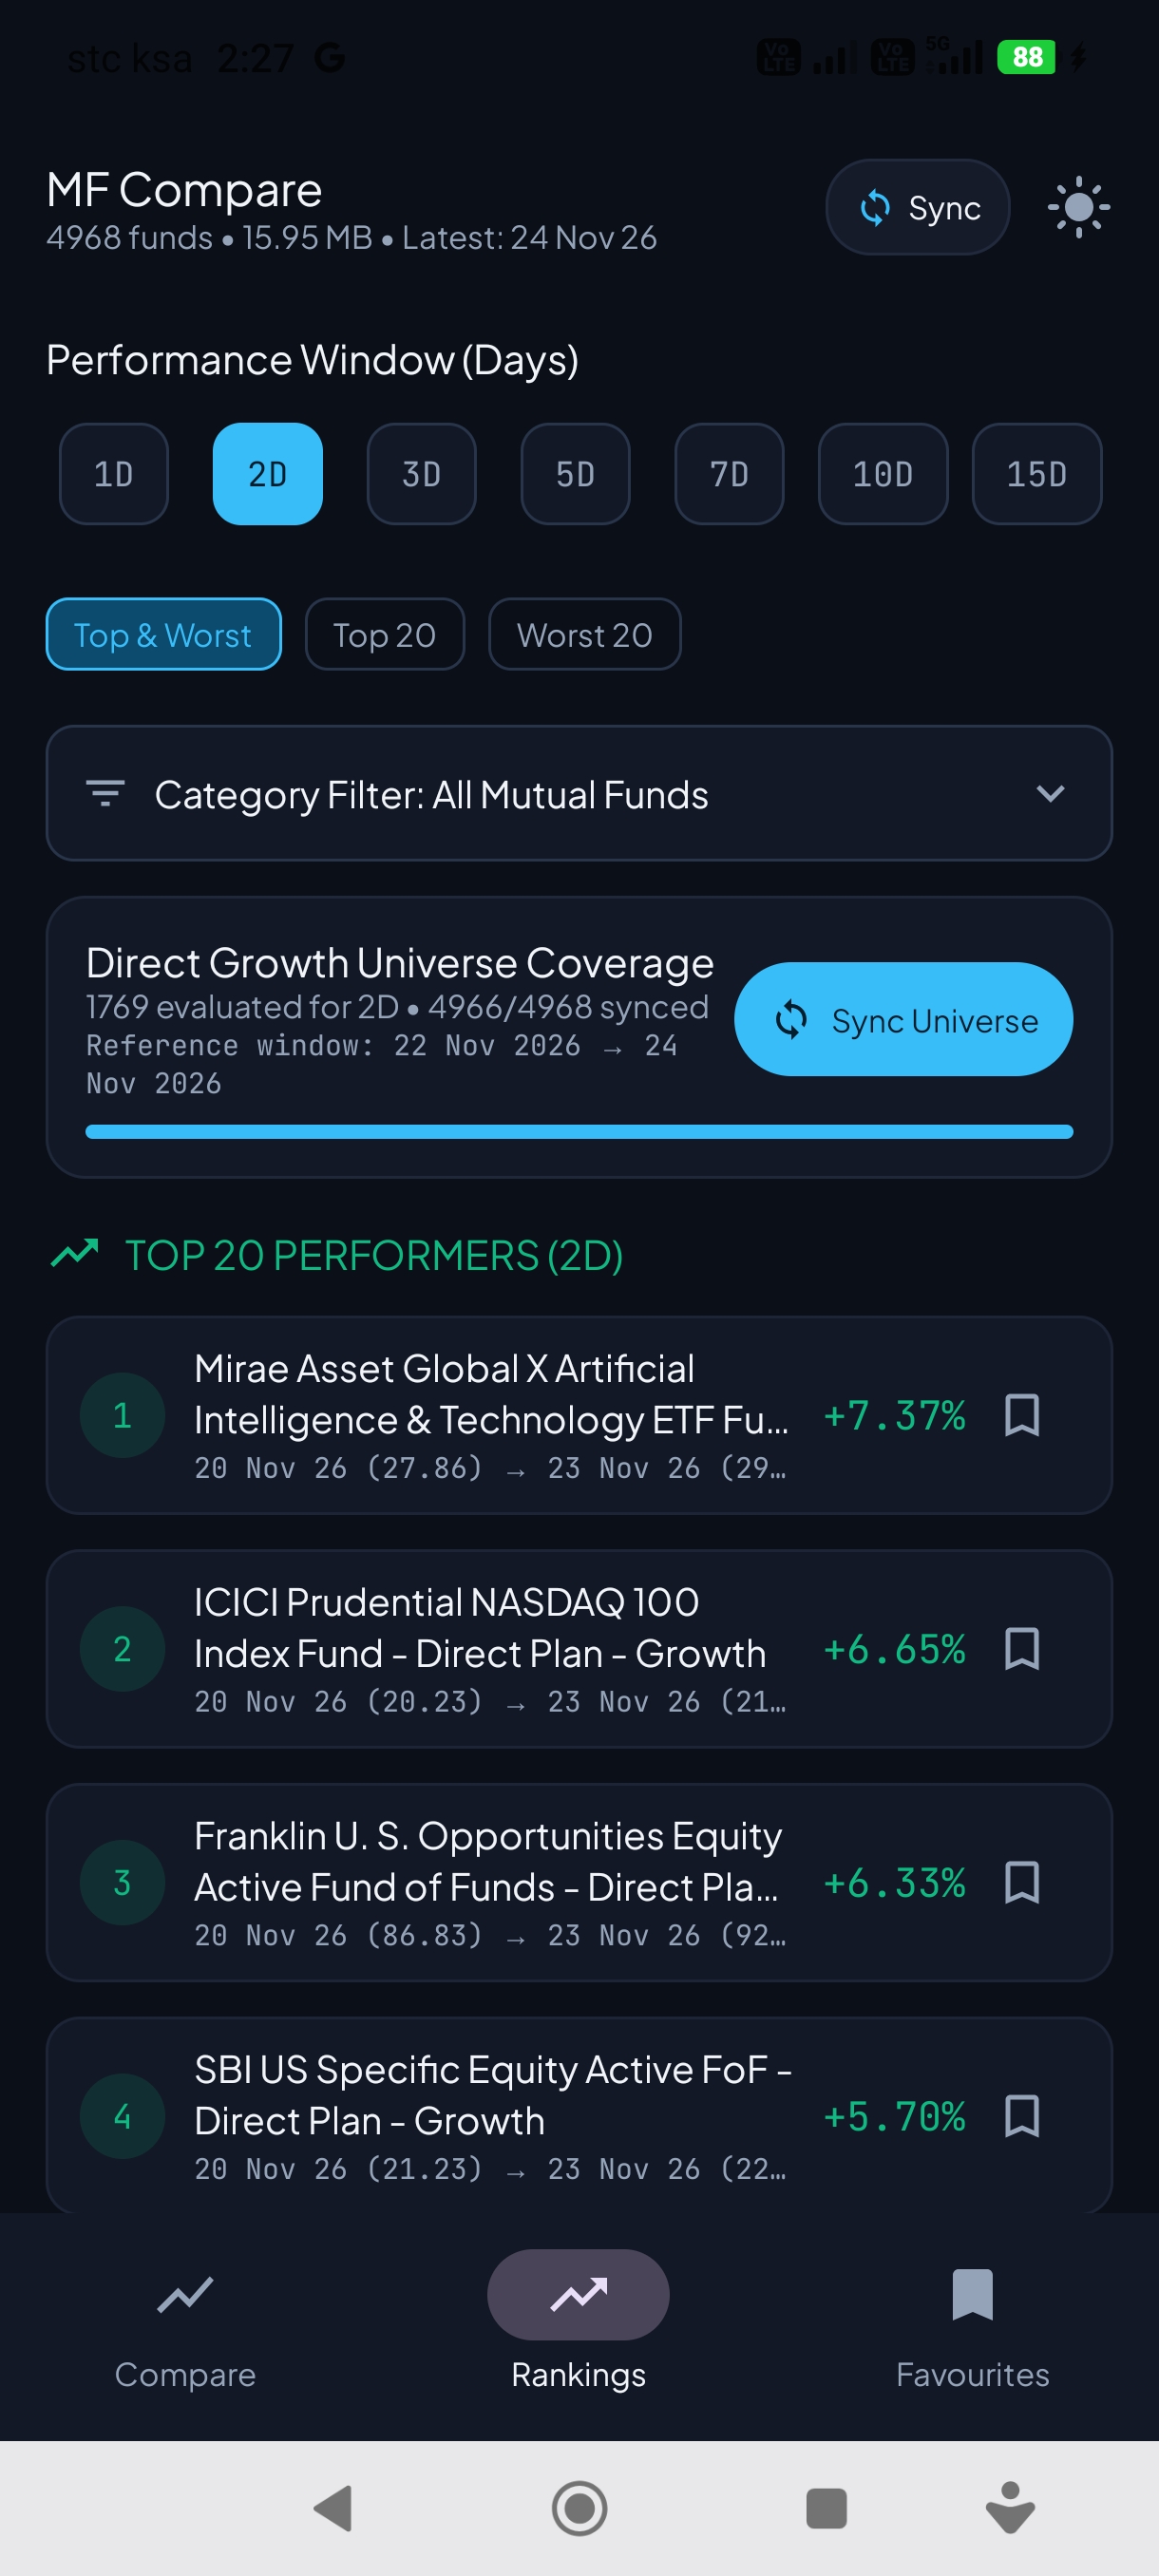 stc ksa 2:27 G Vo LTE Vo LTE 5G 88
MF Compare
4968 funds • 15.95 MB • Latest: 24 Nov 26
Sync
Performance Window (Days)
1D 2D 3D 5D 7D 10D 15D
Top & Worst Top 20 Worst 20
Category Filter: All Mutual Funds
Direct Growth Universe Coverage
1769 evaluated for 2D • 4966/4968 synced
Reference window: 22 Nov 2026 → 24
Nov 2026
Sync Universe
TOP 20 PERFORMERS (2D)
1
Mirae Asset Global X Artificial
Intelligence & Technology ETF Fu...
20 Nov 26 (27.86) → 23 Nov 26 (29...
+7.37%
2
ICICI Prudential NASDAQ 100
Index Fund - Direct Plan - Growth
20 Nov 26 (20.23) → 23 Nov 26 (21...
+6.65%
3
Franklin U. S. Opportunities Equity
Active Fund of Funds - Direct Pla...
20 Nov 26 (86.83) → 23 Nov 26 (92...
+6.33%
4
SBI US Specific Equity Active FoF -
Direct Plan - Growth
20 Nov 26 (21.23) → 23 Nov 26 (22...
+5.70%
Compare Rankings Favourites